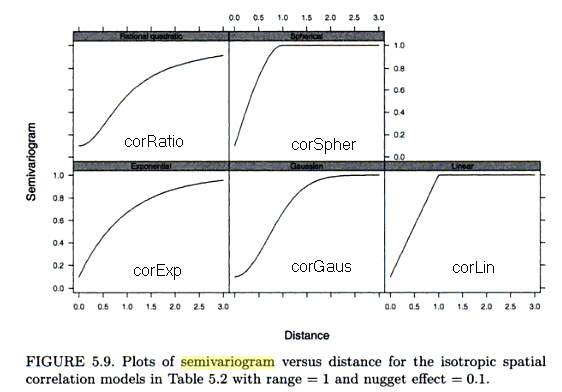 0.0 0.5 1.0 1.5 2.0 2.5 3.0
Rational quadratic Spherical
1.0
0.8
0.6
0.4
0.2
0.0
corRatio corSpher
Semivariogram
Exponential Gaussian Linear
1.0
0.8
0.6
0.4
0.2
0.0
corExp corGaus corLin
0.0 0.5 1.0 1.5 2.0 2.5 3.0 0.0 0.5 1.0 1.5 2.0 2.5 3.0
Distance
FIGURE 5.9. Plots of semivariogram versus distance for the isotropic spatial
correlation models in Table 5.2 with range = 1 and nugget effect = 0.1.